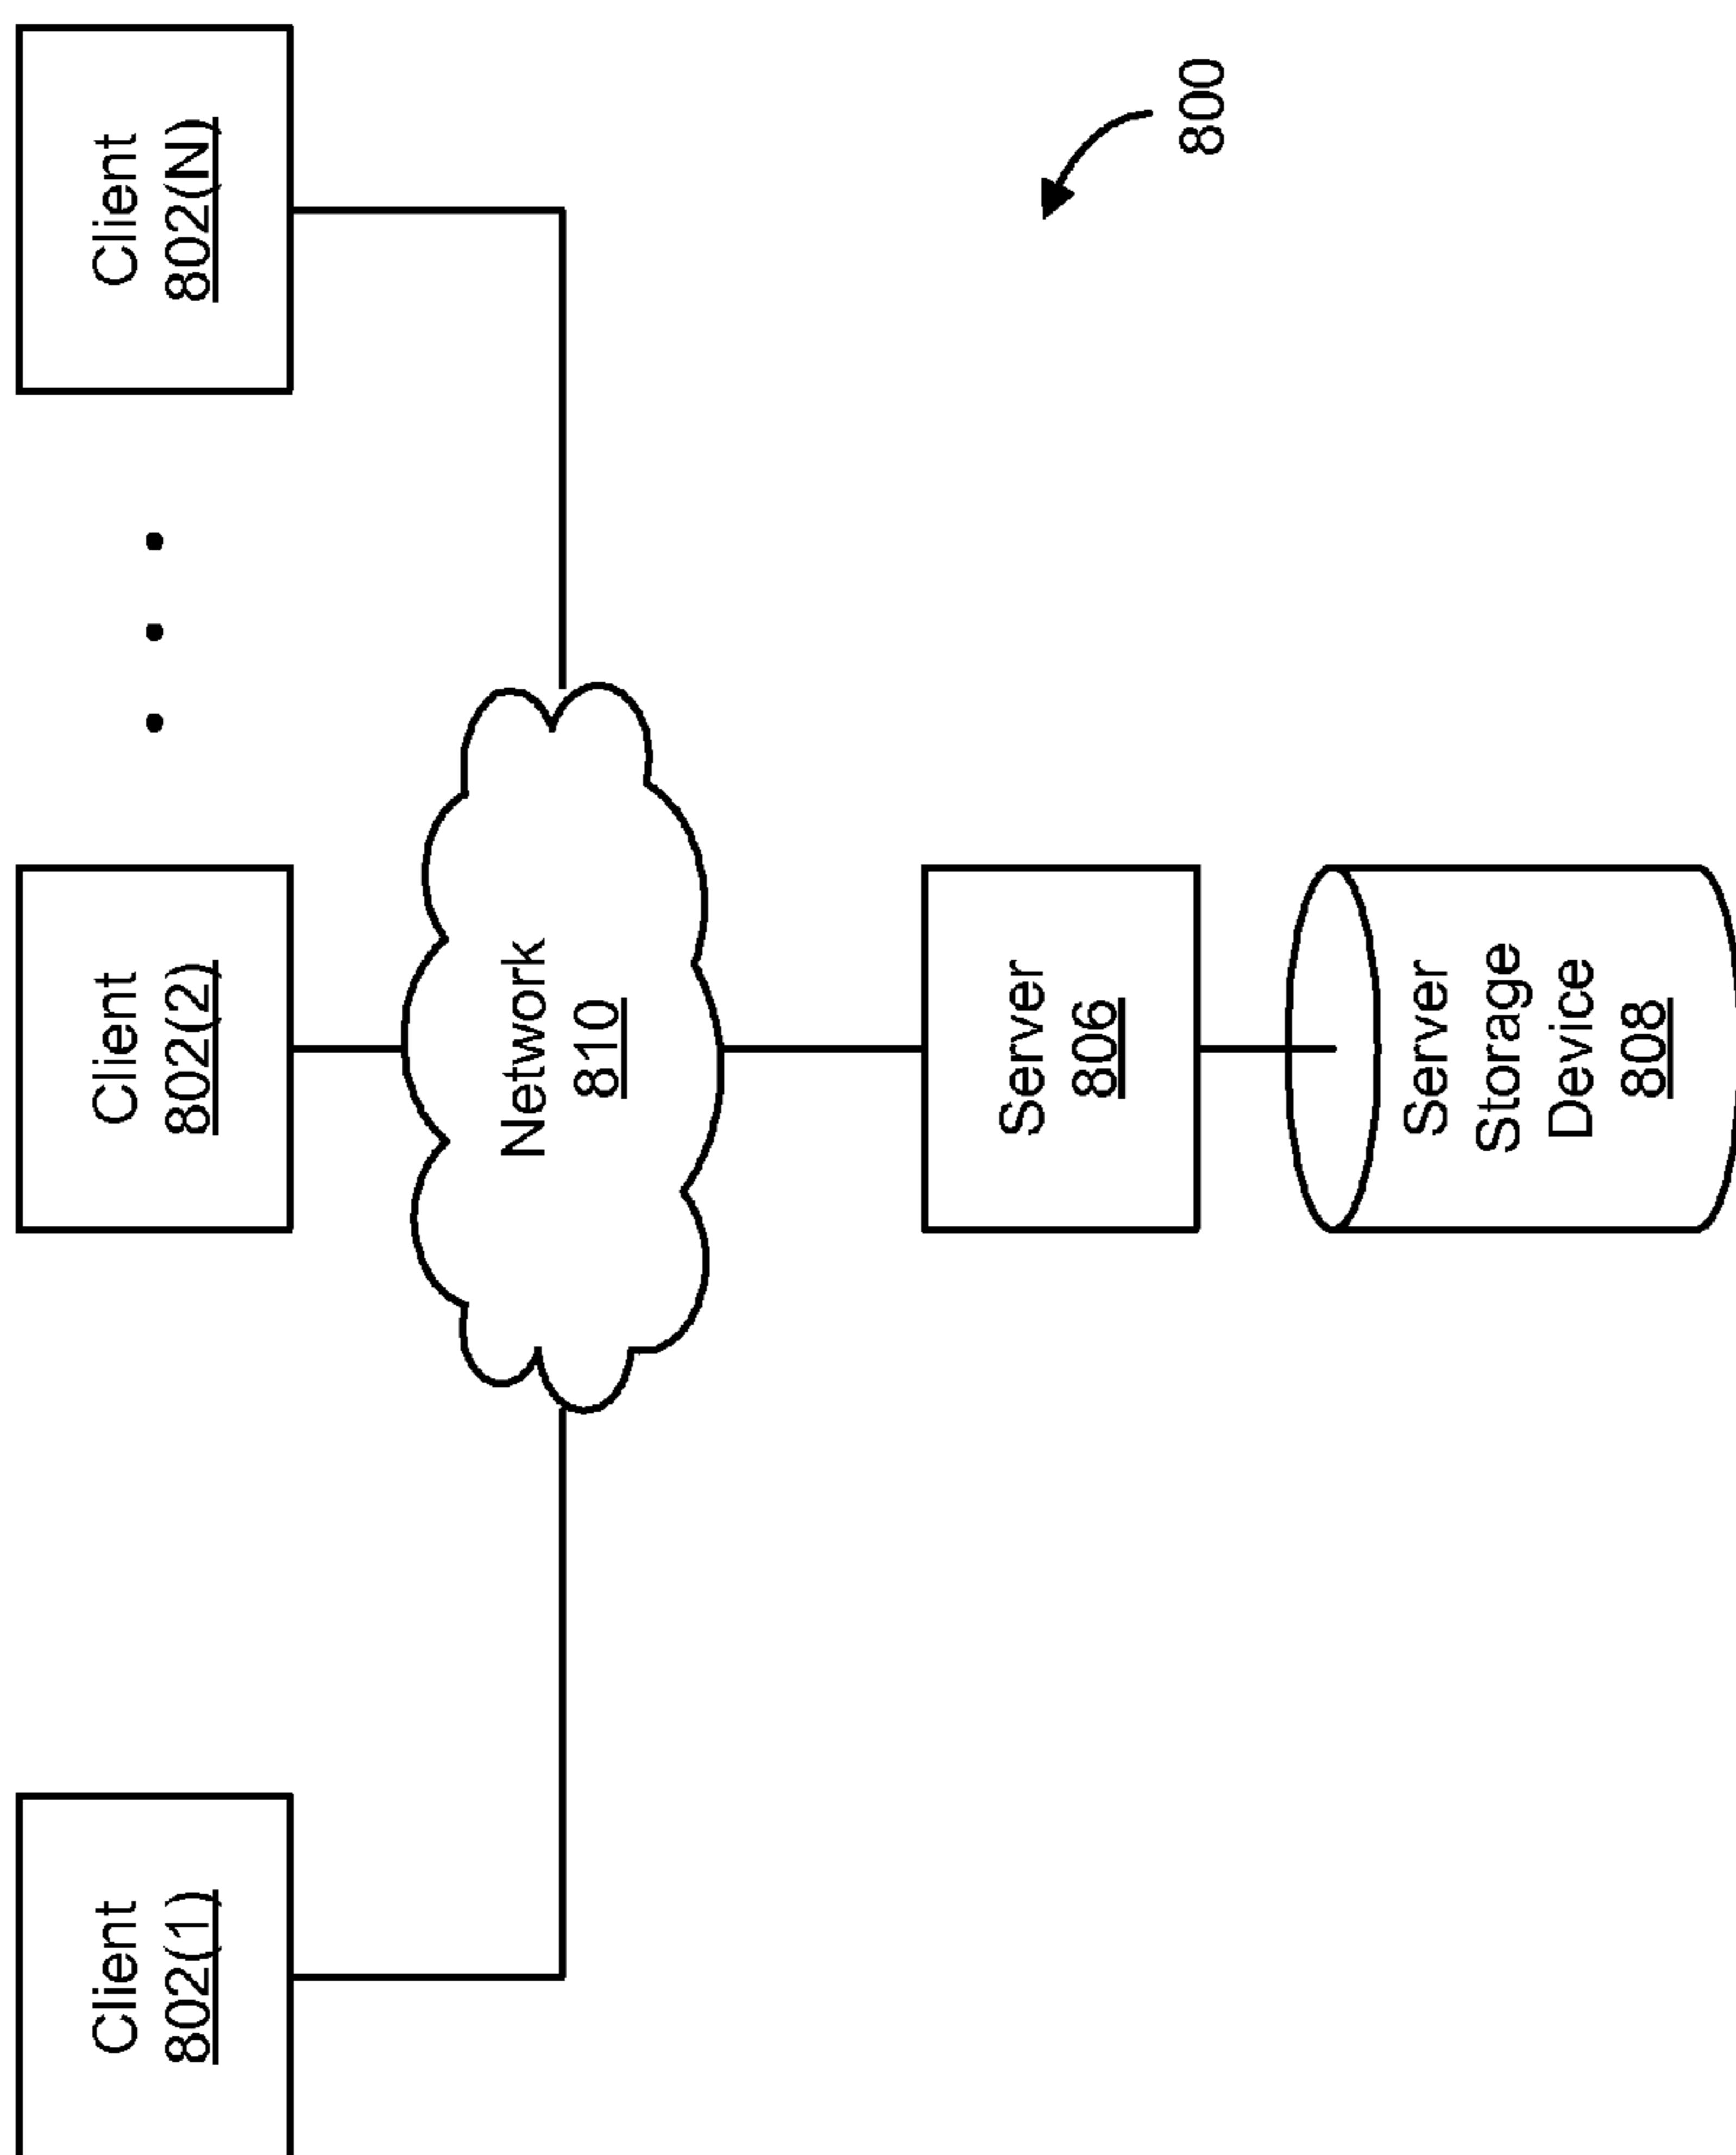 Client
802(1)
Client
802(2)
Client
802(N)
Network
810
Server
806
Server
Storage
Device
808
800